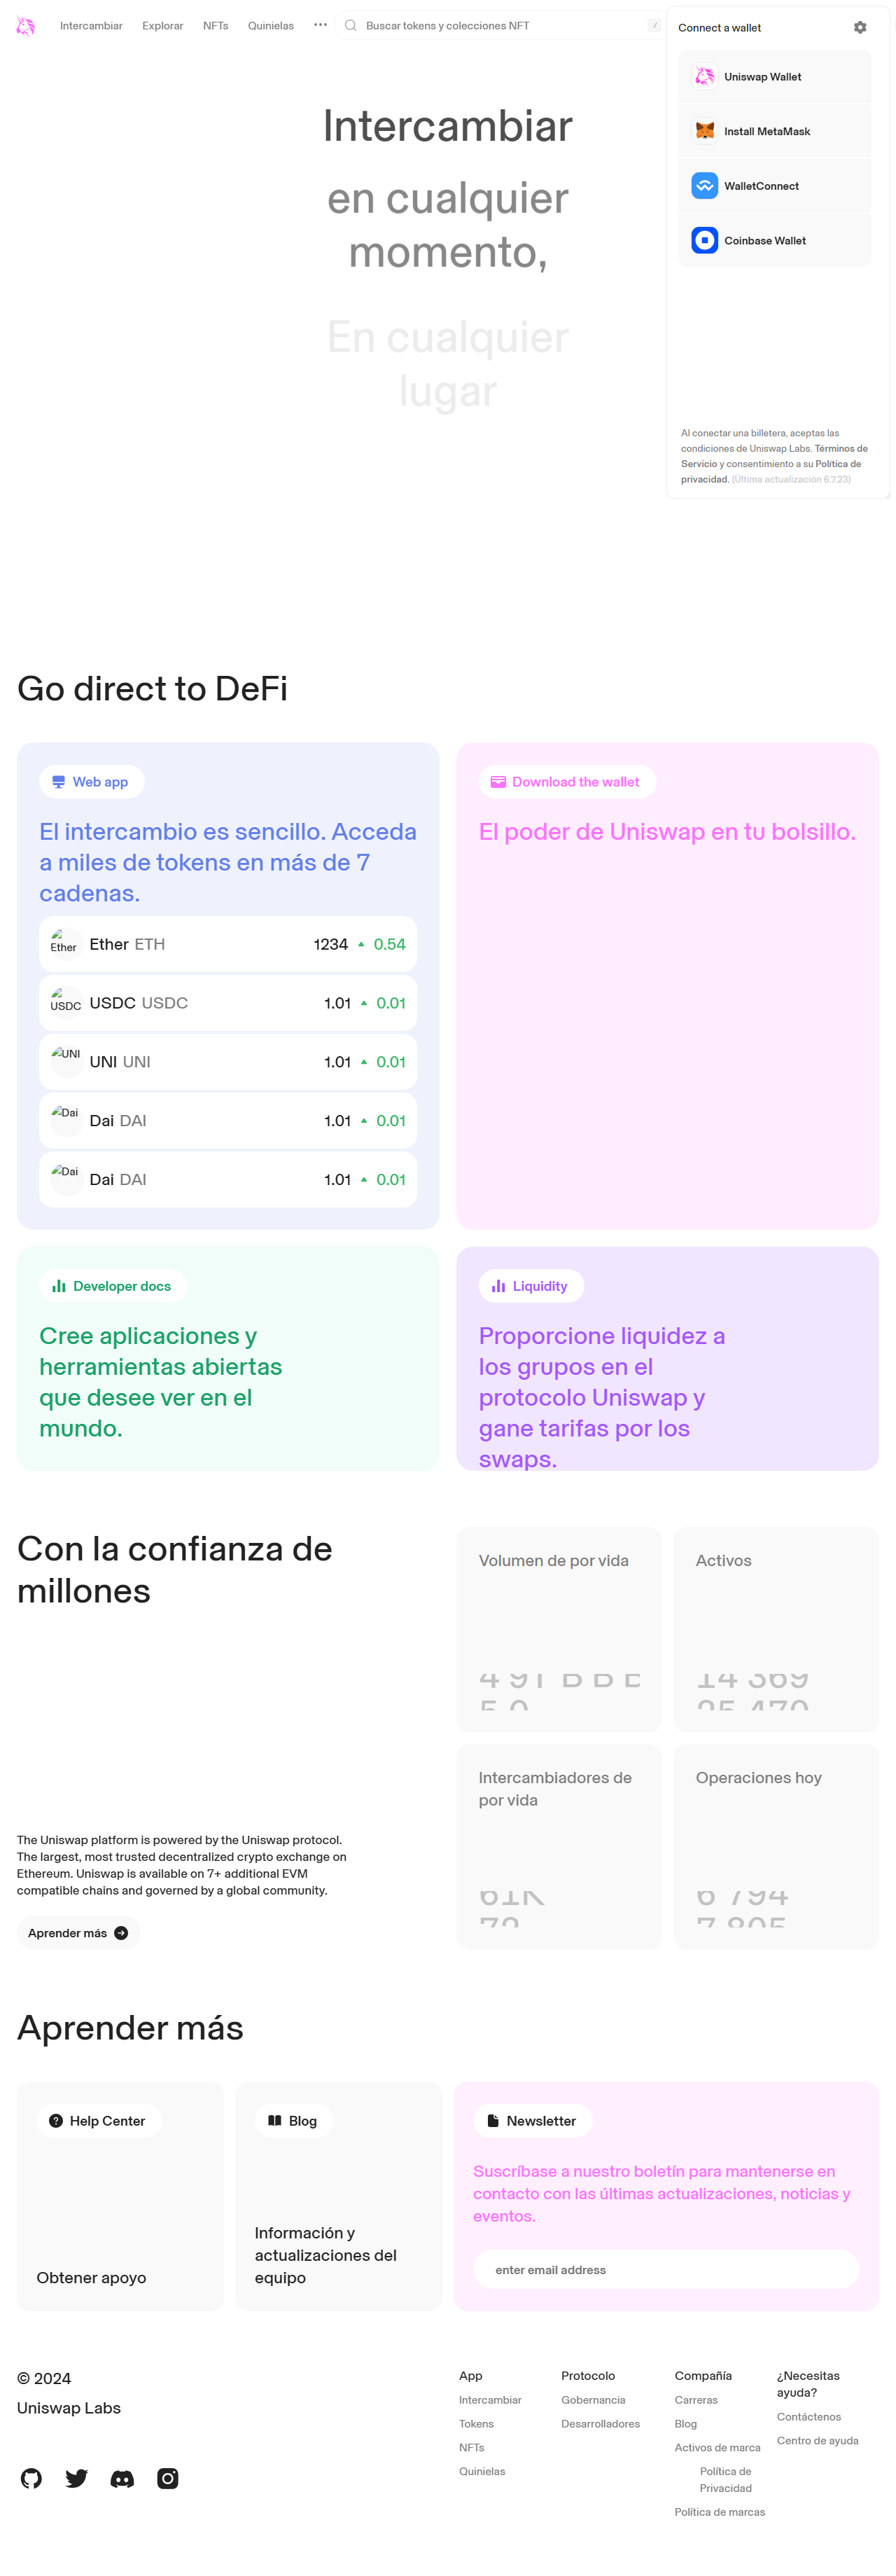 Intercambiar
Explorar
NFTs
Quinielas
Buscar tokens y colecciones NFT
/
Connect a wallet
Uniswap Wallet
Install MetaMask
WalletConnect
Coinbase Wallet
Al conectar una billetera, aceptas las
condiciones de Uniswap Labs. Términos de
Servicio y consentimiento a su Política de
privacidad. (Última actualización 6.7.23)
Intercambiar
en cualquier
momento,
En cualquier
lugar
Go direct to DeFi
Web app
El intercambio es sencillo. Acceda
a miles de tokens en más de 7
cadenas.
Ether Ether ETH 1234 0.54
USDC USDC USDC 1.01 0.01
UNI UNI UNI 1.01 0.01
Dai Dai DAI 1.01 0.01
Dai Dai DAI 1.01 0.01
Download the wallet
El poder de Uniswap en tu bolsillo.
Developer docs
Cree aplicaciones y
herramientas abiertas
que desee ver en el
mundo.
Liquidity
Proporcione liquidez a
los grupos en el
protocolo Uniswap y
gane tarifas por los
swaps.
Con la confianza de
millones
The Uniswap platform is powered by the Uniswap protocol.
The largest, most trusted decentralized crypto exchange on
Ethereum. Uniswap is available on 7+ additional EVM
compatible chains and governed by a global community.
Aprender más
Volumen de por vida
Activos
14 369
Intercambiadores de
por vida
61K
Operaciones hoy
6 794
Aprender más
Help Center
Obtener apoyo
Blog
Información y
actualizaciones del
equipo
Newsletter
Suscríbase a nuestro boletín para mantenerse en
contacto con las últimas actualizaciones, noticias y
eventos.
enter email address
© 2024
Uniswap Labs
App
Intercambiar
Tokens
NFTs
Quinielas
Protocolo
Gobernancia
Desarrolladores
Compañía
Carreras
Blog
Activos de marca
Política de
Privacidad
Política de marcas
¿Necesitas
ayuda?
Contáctenos
Centro de ayuda